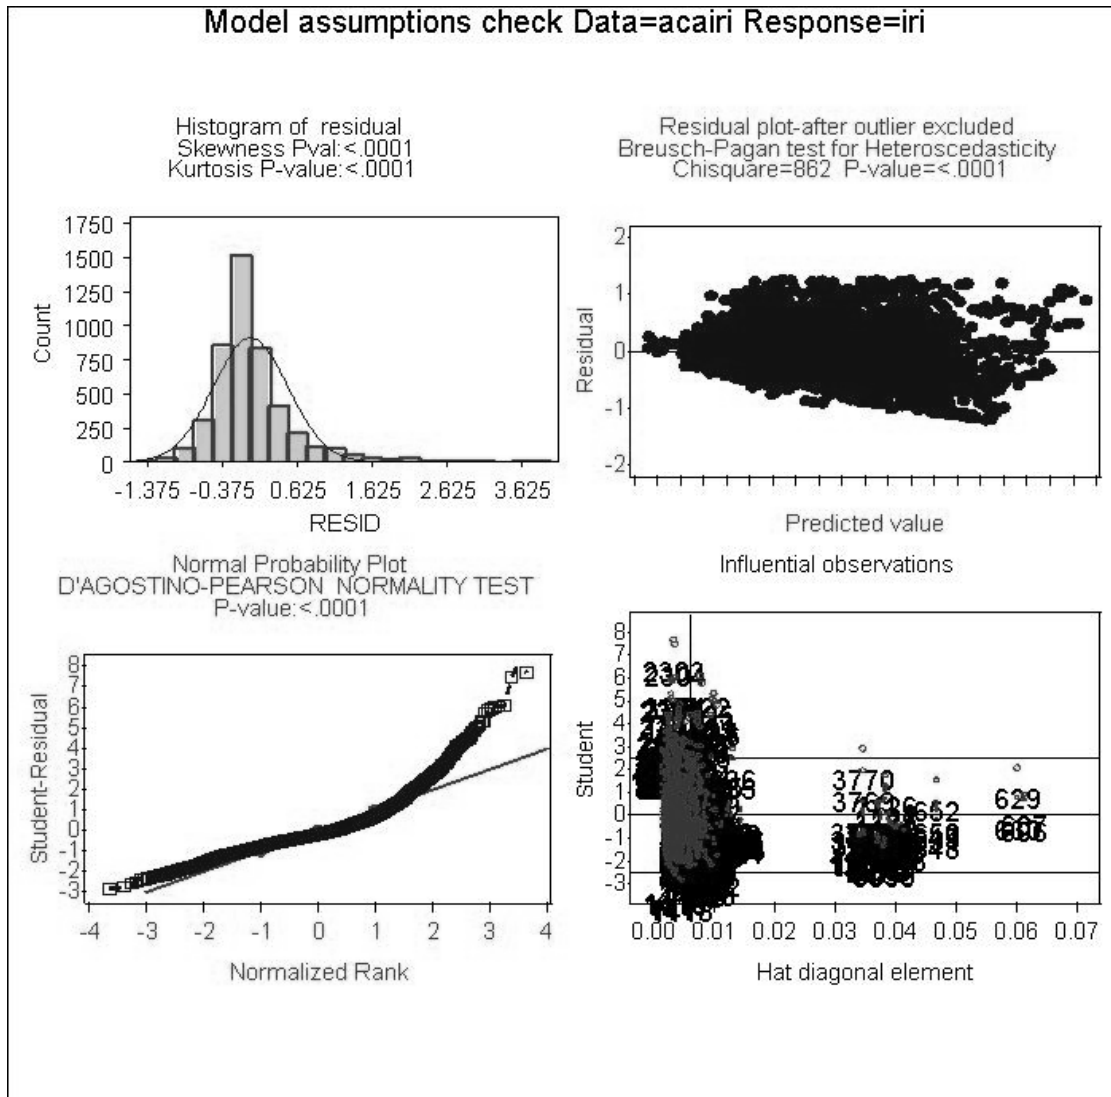 Model assumptions check Data=acairi Response=iri
Histogram of residual
Skewness Pval:<.0001
Kurtosis P-value:<.0001
1750
1500
1250
1000
750
500
250
0
Count
-1.375 -0.375 0.625 1.625 2.625 3.625
RESID
Residual plot-after outlier excluded
Breusch-Pagan test for Heteroscedasticity
Chisquare=862 P-value=<.0001
2
1
0
-1
-2
Residual
Predicted value
Normal Probability Plot
D'AGOSTINO-PEARSON NORMALITY TEST
P-value:<.0001
8
7
6
5
4
3
2
1
0
-1
-2
-3
Student-Residual
-4 -3 -2 -1 0 1 2 3 4
Normalized Rank
Influential observations
8
7
6
5
4
3
2
1
0
-1
-2
-3
Student
3770
629
0.00 0.01 0.02 0.03 0.04 0.05 0.06 0.07
Hat diagonal element